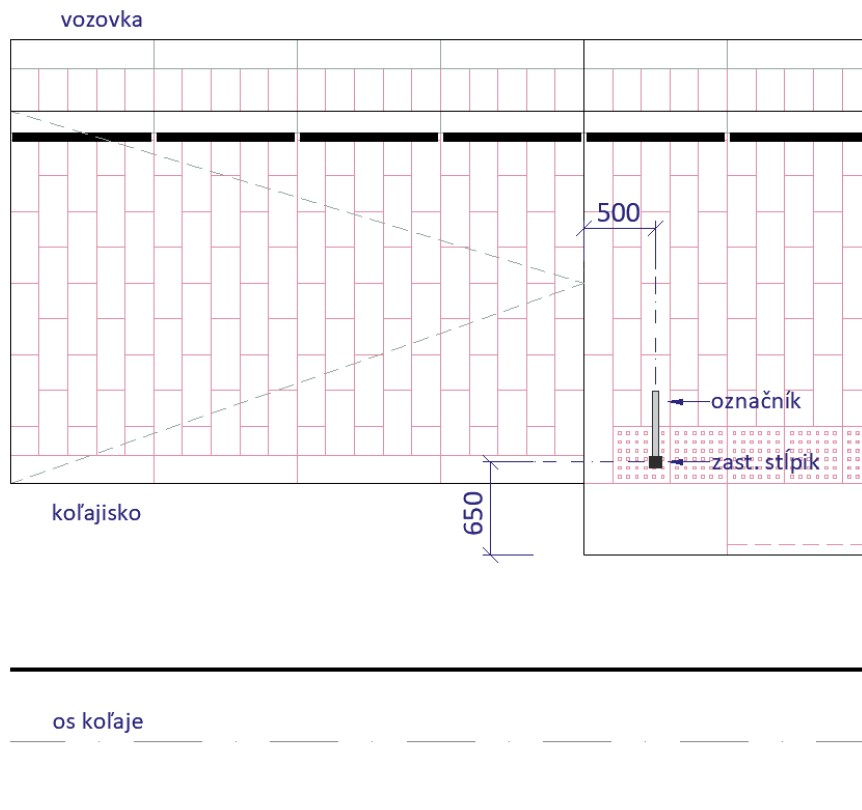 vozovka
500
označník
zast. stĺpik
650
koľajisko
os koľaje